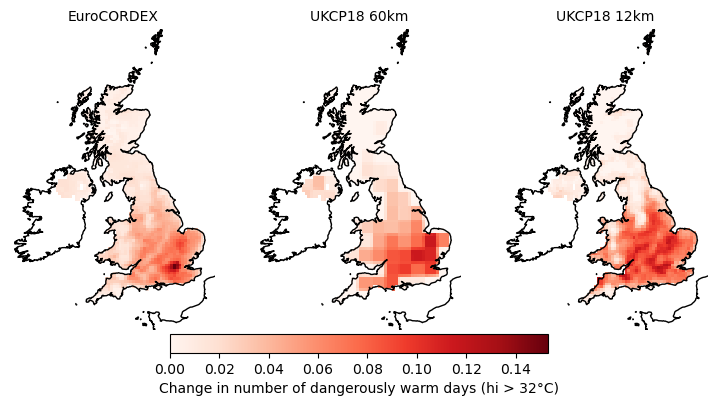 EuroCORDEX
UKCP18 60km
UKCP18 12km
0.00 0.02 0.04 0.06 0.08 0.10 0.12 0.14
Change in number of dangerously warm days (hi > 32°C)